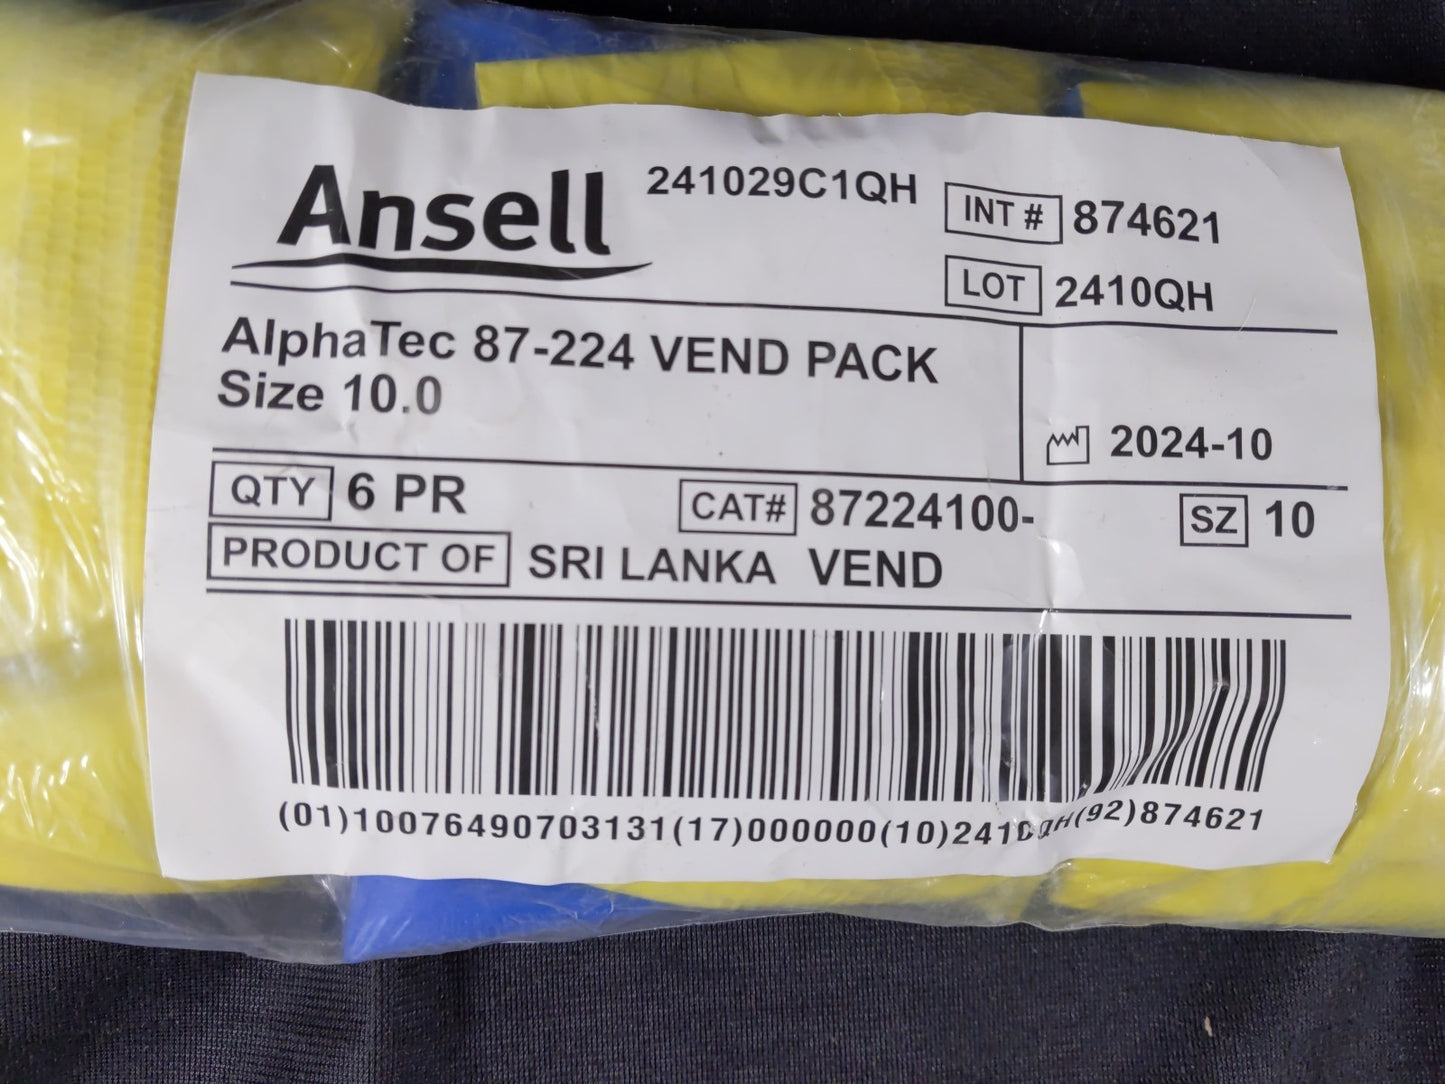 Ansell 241029C1QH INT # 874621
LOT 2410QH
AlphaTec 87-224 VEND PACK
Size 10.0
2024-10
QTY 6 PR CAT# 87224100- SZ 10
PRODUCT OF SRI LANKA VEND
(01)10076490703131(17)000000(10)2410QH(92)874621